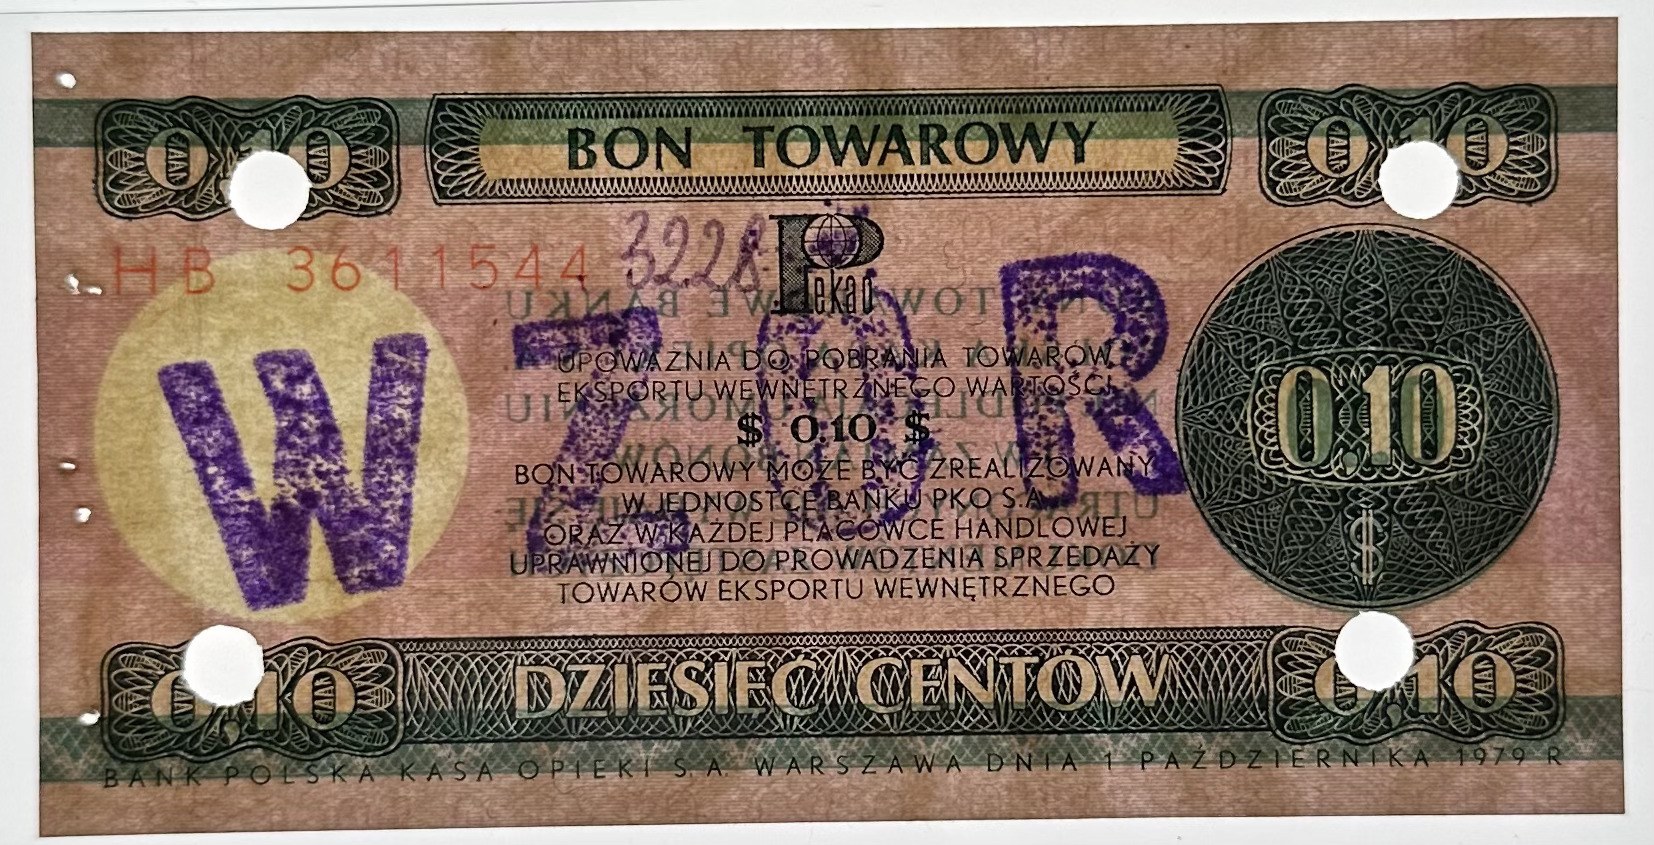 0,10 BON TOWAROWY 0,10
HB 3611544 3228
Pekao
WZOR
UPOWAŻNIA DO POBRANIA TOWARÓW
EKSPORTU WEWNĘTRZNEGO WARTOŚCI
$ 0,10 $
0,10
BON TOWAROWY MOŻE BYĆ ZREALIZOWANY
W JEDNOSTCE BANKU PKO S.A.
ORAZ W KAŻDEJ PLACÓWCE HANDLOWEJ
UPRAWNIONEJ DO PROWADZENIA SPRZEDAŻY
TOWARÓW EKSPORTU WEWNĘTRZNEGO
$
0,10 DZIESIĘĆ CENTÓW 0,10
BANK POLSKA KASA OPIEKI S.A. WARSZAWA DNIA 1 PAŹDZIERNIKA 1979 R